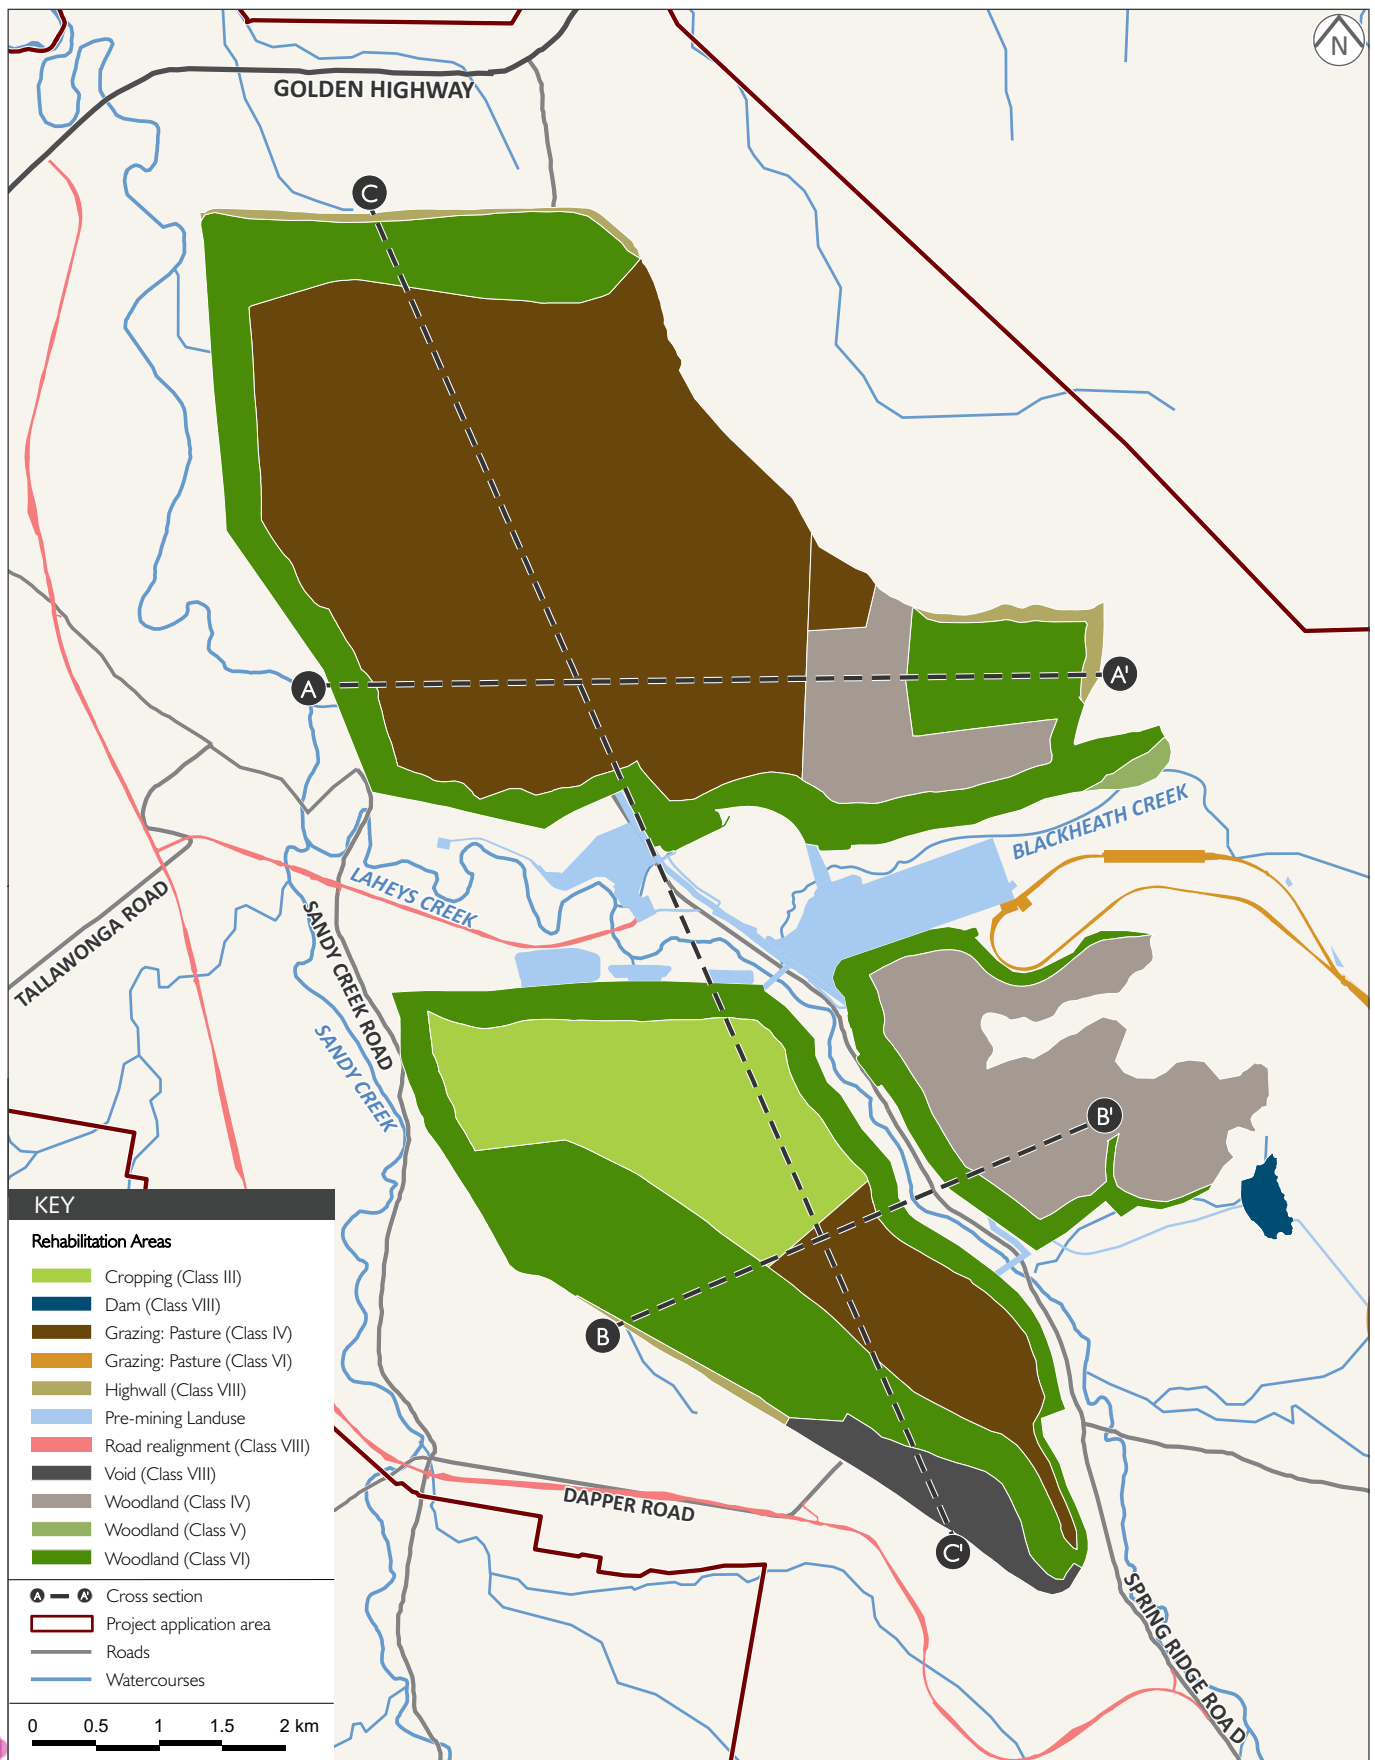 N
GOLDEN HIGHWAY
C
A
A'
BLACKHEATH CREEK
LAHEYS CREEK
TALLAWONGA ROAD
SANDY CREEK ROAD
SANDY CREEK
B'
B
DAPPER ROAD
C'
SPRING RIDGE ROAD
KEY
Rehabilitation Areas
Cropping (Class III)
Dam (Class VIII)
Grazing: Pasture (Class IV)
Grazing: Pasture (Class VI)
Highwall (Class VIII)
Pre-mining Landuse
Road realignment (Class VIII)
Void (Class VIII)
Woodland (Class IV)
Woodland (Class V)
Woodland (Class VI)
A A' Cross section
Project application area
Roads
Watercourses
0 0.5 1 1.5 2 km